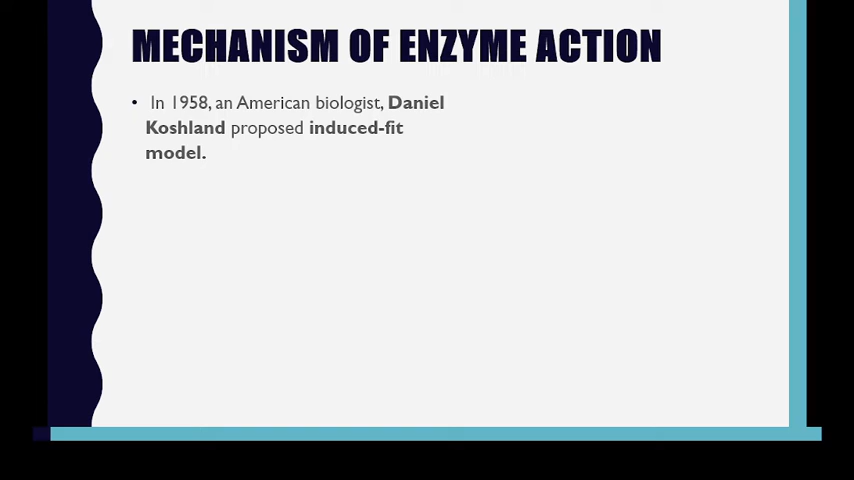 MECHANISM OF ENZYME ACTION
• In 1958, an American biologist, Daniel
Koshland proposed induced-fit
model.